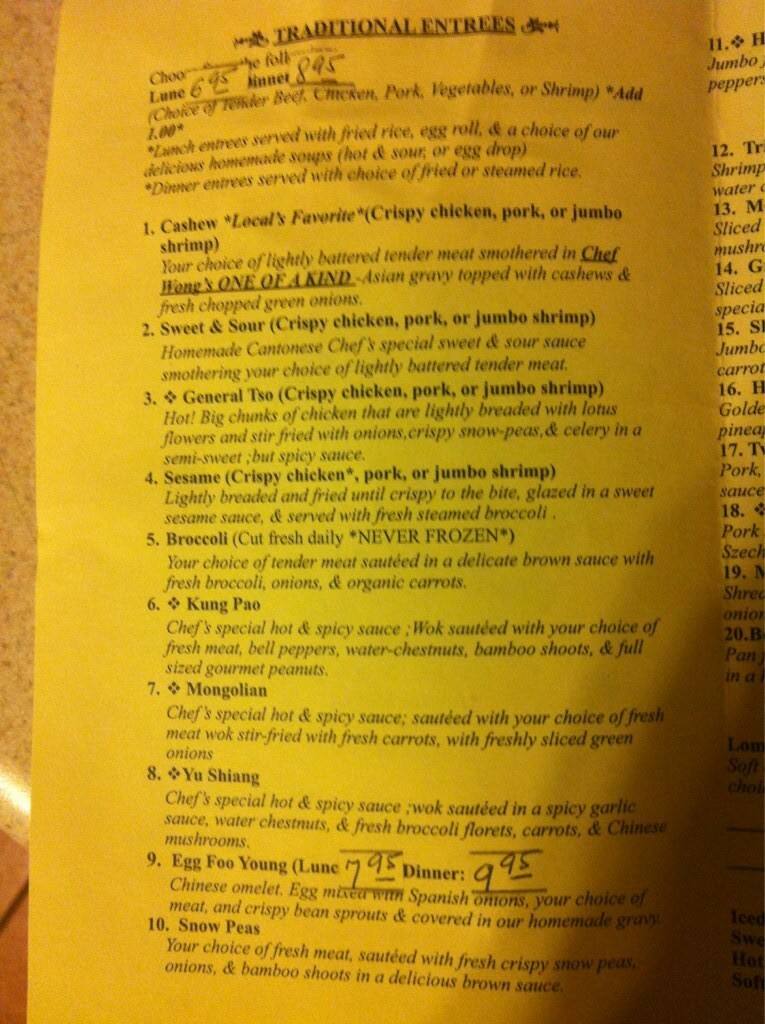 TRADITIONAL ENTREES
Choo he foll
Lunc 6 95 dinner 8 95
(Choice of Tender Beef, Chicken, Pork, Vegetables, or Shrimp) *Add
1.00*
*Lunch entrees served with fried rice, egg roll, & a choice of our
delicious homemade soups (hot & sour, or egg drop)
*Dinner entrees served with choice of fried or steamed rice.
1. Cashew *Local's Favorite*(Crispy chicken, pork, or jumbo
shrimp)
Your choice of lightly battered tender meat smothered in Chef
Wong's ONE OF A KIND -Asian gravy topped with cashews &
fresh chopped green onions.
2. Sweet & Sour (Crispy chicken, pork, or jumbo shrimp)
Homemade Cantonese Chef's special sweet & sour sauce
smothering your choice of lightly battered tender meat.
3. ❖ General Tso (Crispy chicken, pork, or jumbo shrimp)
Hot! Big chunks of chicken that are lightly breaded with lotus
flowers and stir fried with onions,crispy snow-peas,& celery in a
semi-sweet ;but spicy sauce.
4. Sesame (Crispy chicken*, pork, or jumbo shrimp)
Lightly breaded and fried until crispy to the bite, glazed in a sweet
sesame sauce, & served with fresh steamed broccoli .
5. Broccoli (Cut fresh daily *NEVER FROZEN*)
Your choice of tender meat sautéed in a delicate brown sauce with
fresh broccoli, onions, & organic carrots.
6. ❖ Kung Pao
Chef's special hot & spicy sauce ;Wok sautéed with your choice of
fresh meat, bell peppers, water-chestnuts, bamboo shoots, & full
sized gourmet peanuts.
7. ❖ Mongolian
Chef's special hot & spicy sauce; sautéed with your choice of fresh
meat wok stir-fried with fresh carrots, with freshly sliced green
onions
8. ❖Yu Shiang
Chef's special hot & spicy sauce ;wok sautéed in a spicy garlic
sauce, water chestnuts, & fresh broccoli florets, carrots, & Chinese
mushrooms.
9. Egg Foo Young (Lunc 7 95 Dinner: 9 95
Chinese omelet. Egg mixed with Spanish onions, your choice of
meat, and crispy bean sprouts & covered in our homemade gravy.
10. Snow Peas
Your choice of fresh meat, sautéed with fresh crispy snow peas,
onions, & bamboo shoots in a delicious brown sauce.
11.❖ H
Jumbo
peppers
12. Tr
Shrimp
water
13. M
Sliced
mushr
14. G
Sliced
specia
15. S
Jumbo
carrot
16. H
Golde
pineap
17. Tw
Pork,
sauce
18. ❖
Pork
Szech
19. M
Shred
onion
20.B
Pan
in a
Lom
Soft
choi
Iced
Swe
Hot
Soft